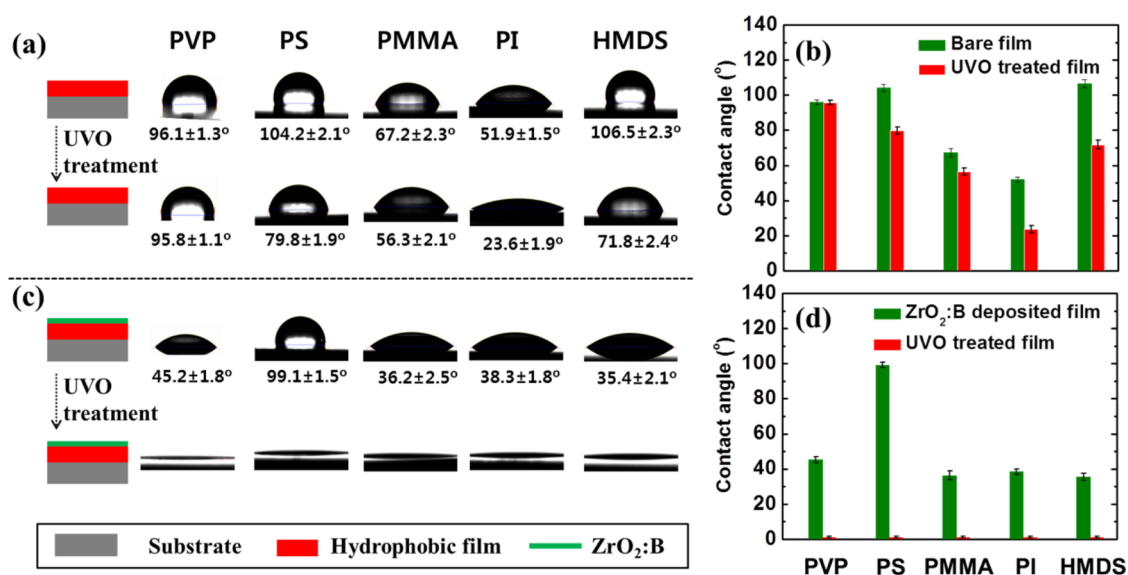 (a)
PVP PS PMMA PI HMDS
96.1±1.3° 104.2±2.1° 67.2±2.3° 51.9±1.5° 106.5±2.3°
UVO
treatment
95.8±1.1° 79.8±1.9° 56.3±2.1° 23.6±1.9° 71.8±2.4°
(b)
Bare film
UVO treated film
Contact angle (°)
140
120
100
80
60
40
20
0
(c)
45.2±1.8° 99.1±1.5° 36.2±2.5° 38.3±1.8° 35.4±2.1°
UVO
treatment
Substrate Hydrophobic film ZrO₂:B
(d)
ZrO₂:B deposited film
UVO treated film
Contact angle (°)
140
120
100
80
60
40
20
0
PVP PS PMMA PI HMDS